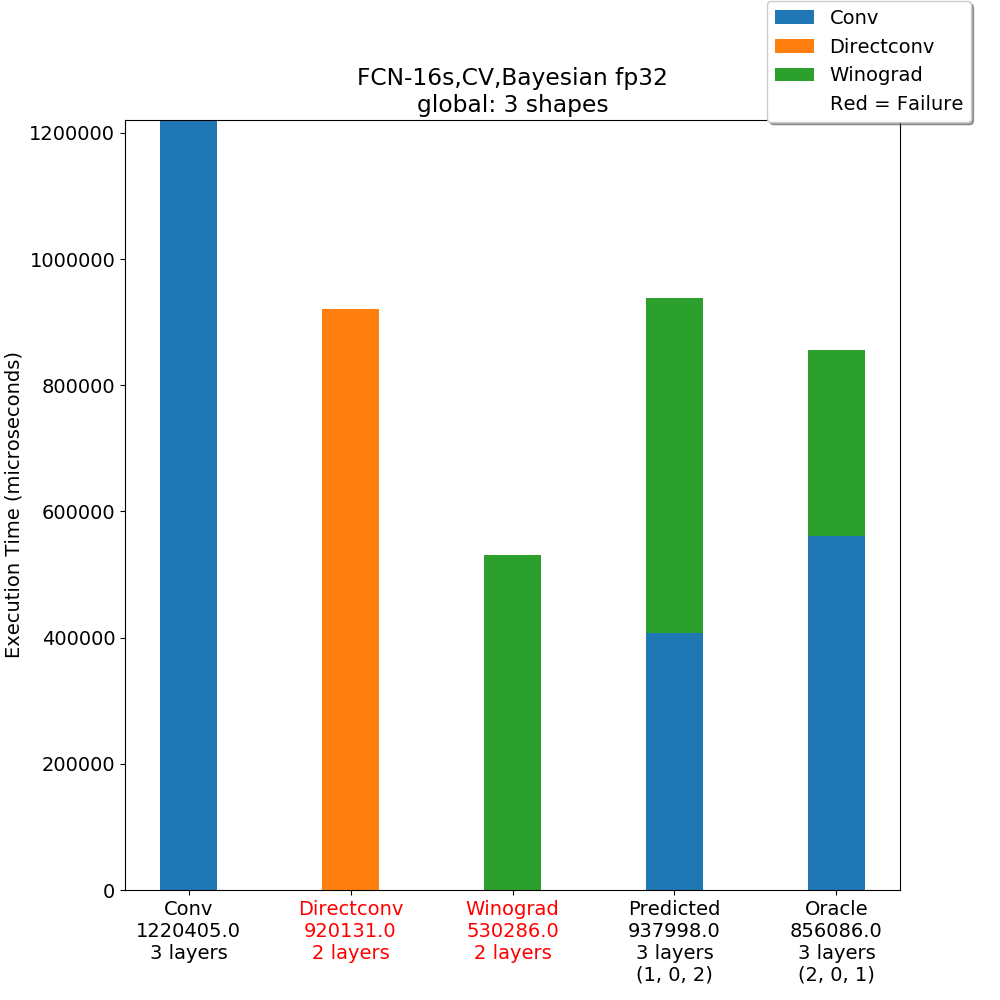 Conv
Directconv
Winograd
Red = Failure
FCN-16s,CV,Bayesian fp32
global: 3 shapes
Execution Time (microseconds)
1200000
1000000
800000
600000
400000
200000
0
Conv
1220405.0
3 layers
Directconv
920131.0
2 layers
Winograd
530286.0
2 layers
Predicted
937998.0
3 layers
(1, 0, 2)
Oracle
856086.0
3 layers
(2, 0, 1)